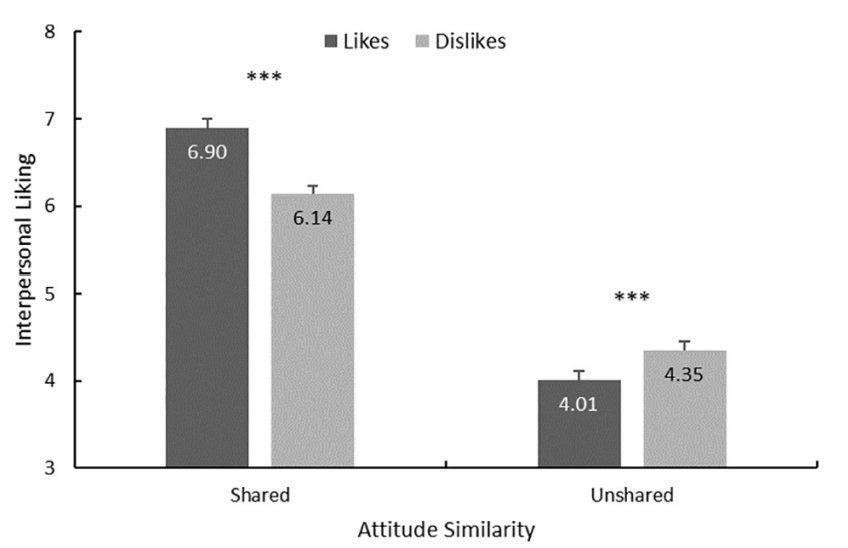 8
Likes Dislikes
***
7
6.90
6
6.14
Interpersonal Liking
5
***
4
4.01
4.35
3
Shared
Unshared
Attitude Similarity